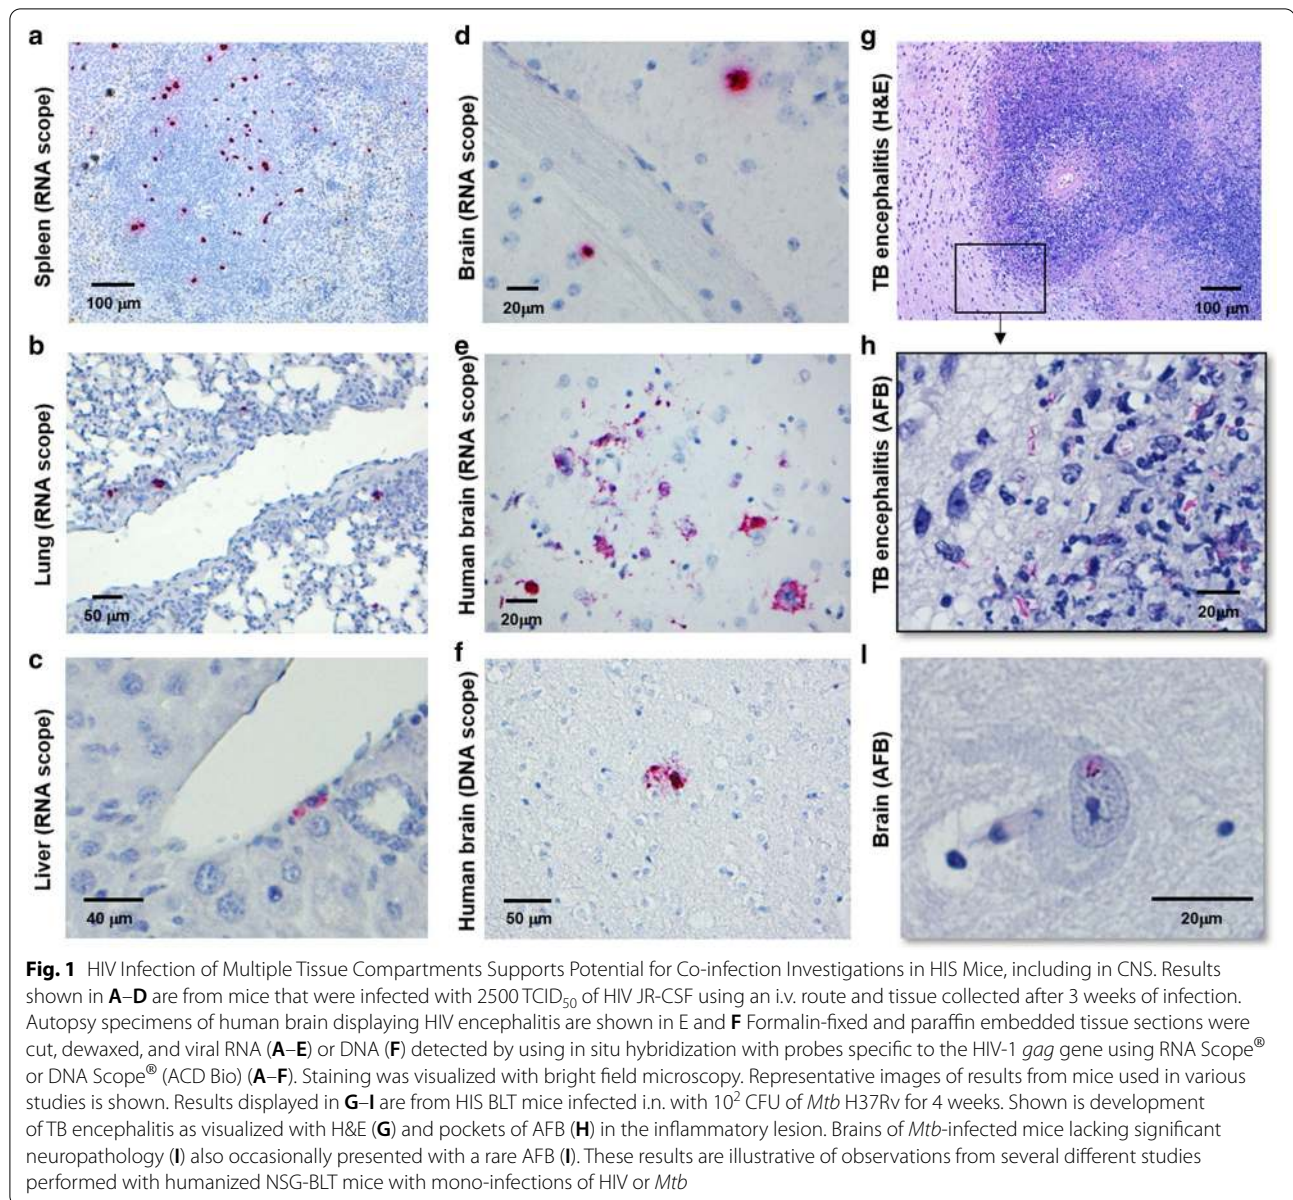 a
Spleen (RNA scope)
100 µm
b
Lung (RNA scope)
50 µm
c
Liver (RNA scope)
40 µm
d
Brain (RNA scope)
20µm
e
Human brain (RNA scope)
20µm
f
Human brain (DNA scope)
50 µm
g
TB encephalitis (H&E)
100 µm
h
TB encephalitis (AFB)
20µm
I
Brain (AFB)
20µm
Fig. 1 HIV Infection of Multiple Tissue Compartments Supports Potential for Co-infection Investigations in HIS Mice, including in CNS. Results
shown in A–D are from mice that were infected with 2500 TCID50 of HIV JR-CSF using an i.v. route and tissue collected after 3 weeks of infection.
Autopsy specimens of human brain displaying HIV encephalitis are shown in E and F Formalin-fixed and paraffin embedded tissue sections were
cut, dewaxed, and viral RNA (A–E) or DNA (F) detected by using in situ hybridization with probes specific to the HIV-1 gag gene using RNA Scope®
or DNA Scope® (ACD Bio) (A–F). Staining was visualized with bright field microscopy. Representative images of results from mice used in various
studies is shown. Results displayed in G–I are from HIS BLT mice infected i.n. with 10² CFU of Mtb H37Rv for 4 weeks. Shown is development
of TB encephalitis as visualized with H&E (G) and pockets of AFB (H) in the inflammatory lesion. Brains of Mtb-infected mice lacking significant
neuropathology (I) also occasionally presented with a rare AFB (I). These results are illustrative of observations from several different studies
performed with humanized NSG-BLT mice with mono-infections of HIV or Mtb